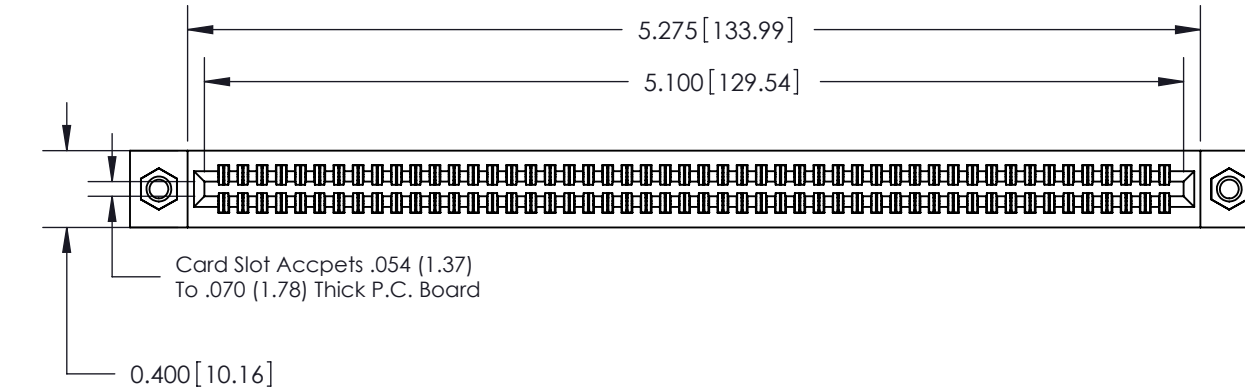 5.275[133.99]
5.100[129.54]
Card Slot Accpets .054 (1.37)
To .070 (1.78) Thick P.C. Board
0.400[10.16]